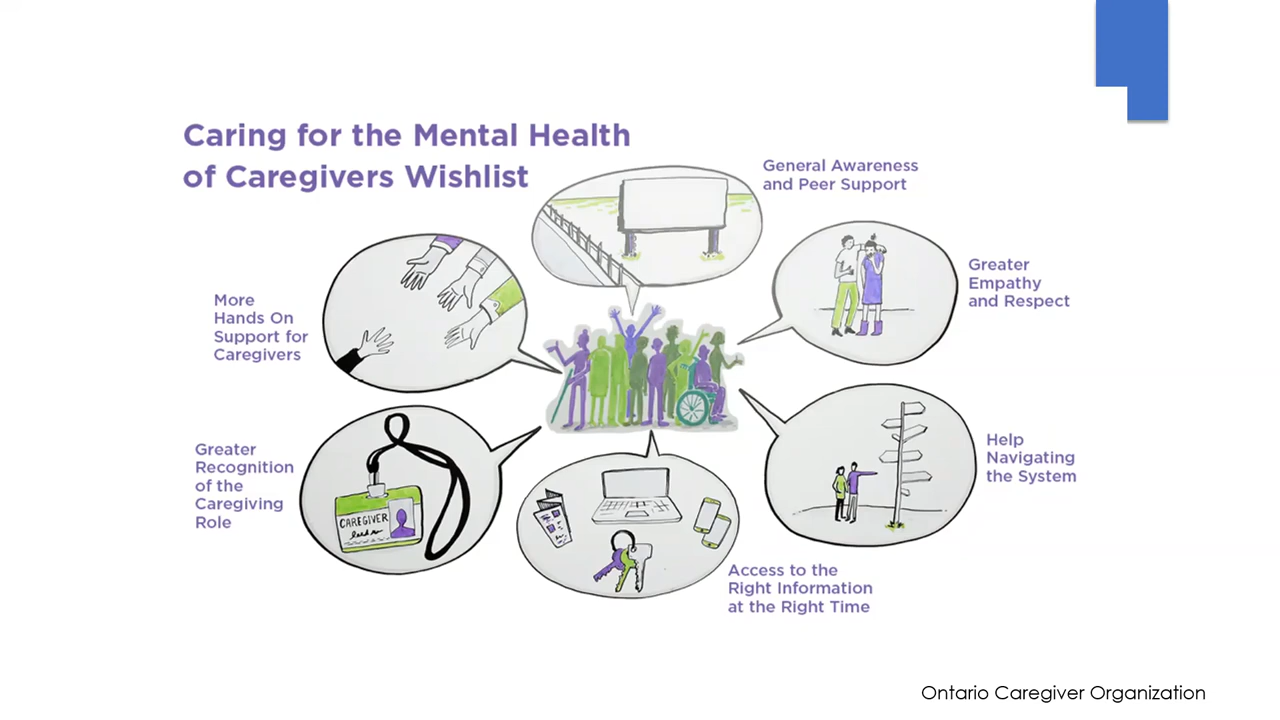 Caring for the Mental Health
of Caregivers Wishlist
General Awareness
and Peer Support
Greater
Empathy
and Respect
Help
Navigating
the System
Access to the
Right Information
at the Right Time
Greater
Recognition
of the
Caregiving
Role
CAREGIVER
More
Hands On
Support for
Caregivers
Ontario Caregiver Organization